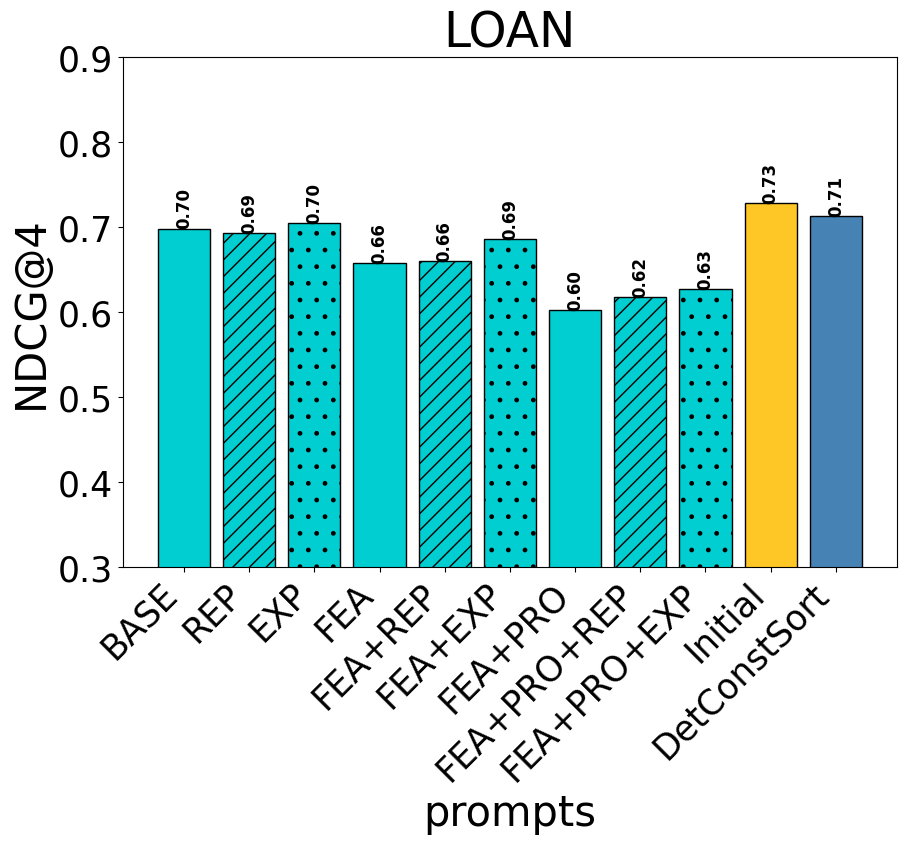 LOAN
NDCG@4
0.9
0.8
0.7
0.6
0.5
0.4
0.3
0.70
0.69
0.70
0.66
0.66
0.69
0.60
0.62
0.63
0.73
0.71
BASE
REP
EXP
FEA
FEA+REP
FEA+EXP
FEA+PRO
FEA+PRO+REP
FEA+PRO+EXP
Initial
DetConstSort
prompts